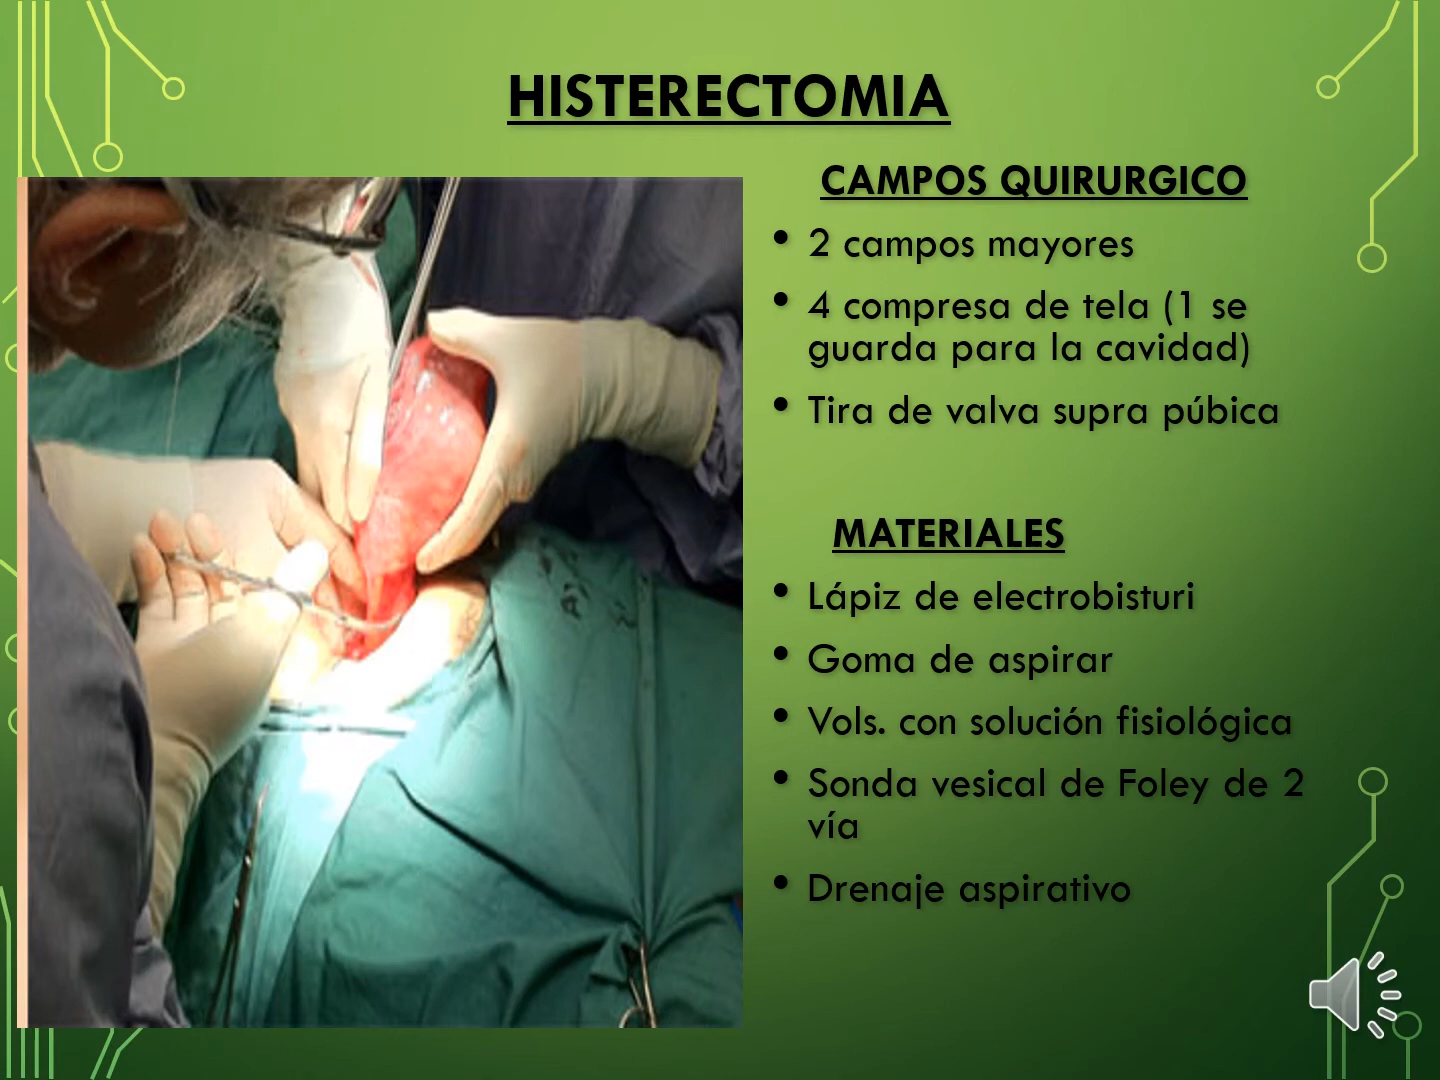 HISTERECTOMIA
CAMPOS QUIRURGICO
• 2 campos mayores
• 4 compresa de tela (1 se
guarda para la cavidad)
• Tira de valva supra púbica
MATERIALES
• Lápiz de electrobisturi
• Goma de aspirar
• Vols. con solución fisiológica
• Sonda vesical de Foley de 2
vía
• Drenaje aspirativo